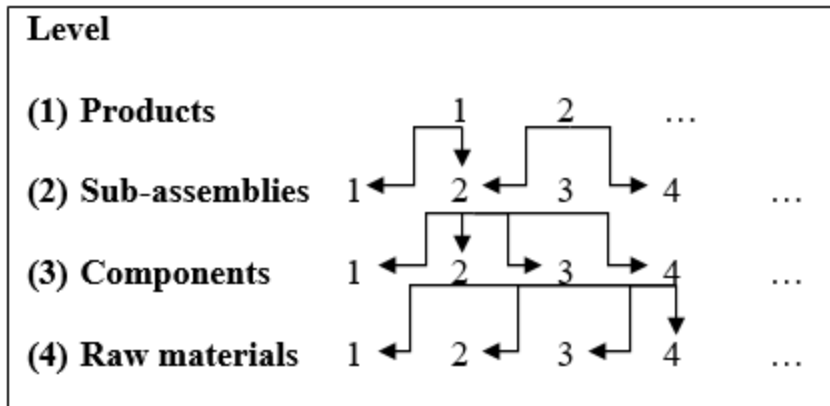 Level
(1) Products 1 2 …
(2) Sub-assemblies 1 2 3 4 …
(3) Components 1 2 3 4 …
(4) Raw materials 1 2 3 4 …